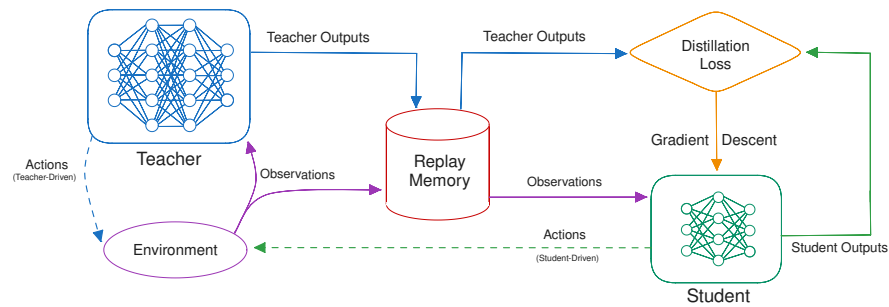 Teacher Outputs
Teacher Outputs
Distillation
Loss
Teacher
Actions
(Teacher-Driven)
Observations
Replay
Memory
Observations
Gradient Descent
Environment
Actions
(Student-Driven)
Student Outputs
Student